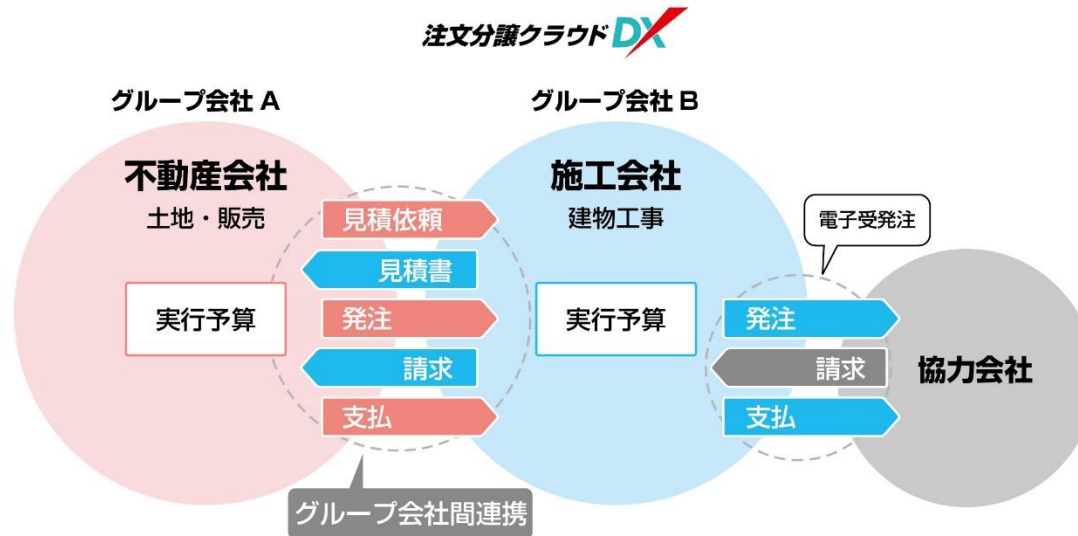 注文分譲クラウドDX
グループ会社 A
不動産会社
土地・販売
実行予算
見積依頼
見積書
発注
請求
支払
グループ会社間連携
グループ会社 B
施工会社
建物工事
実行予算
電子受発注
発注
請求
支払
協力会社